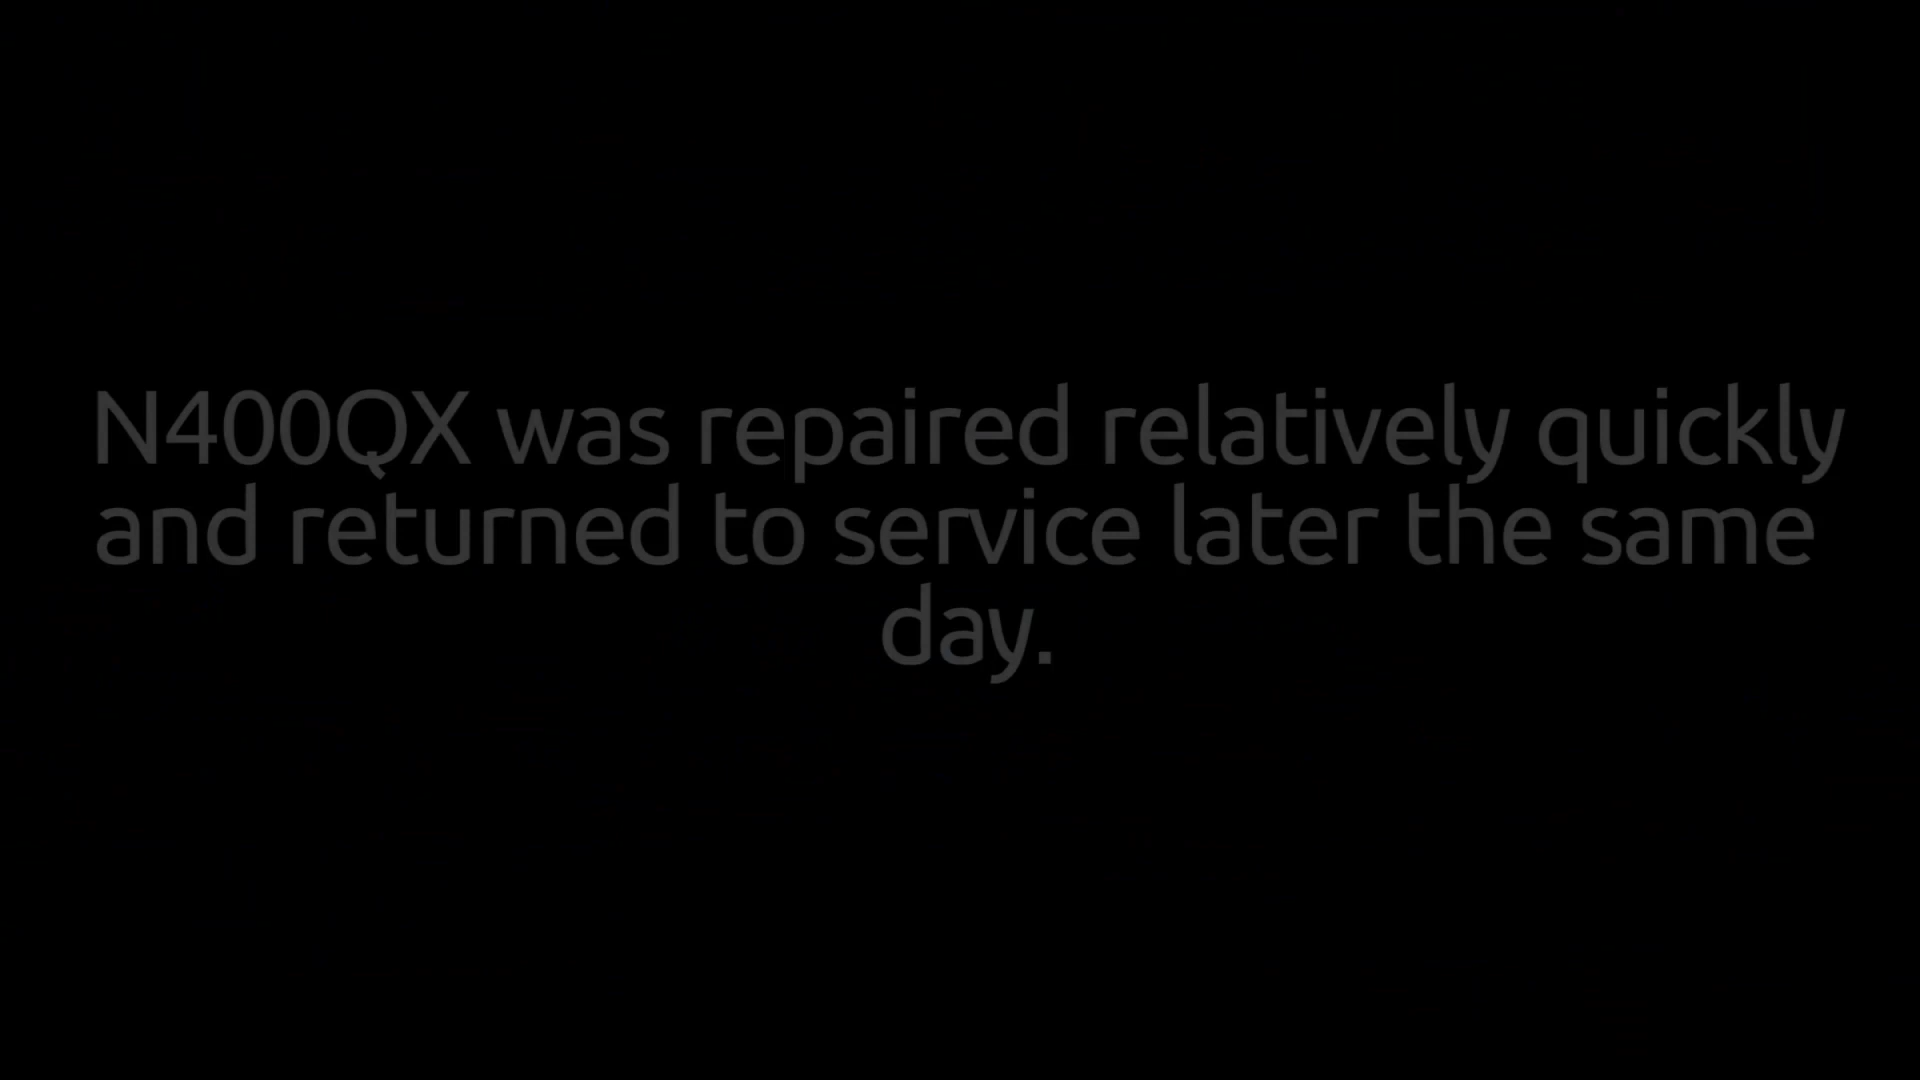 N400QX was repaired relatively quickly
and returned to service later the same
day.